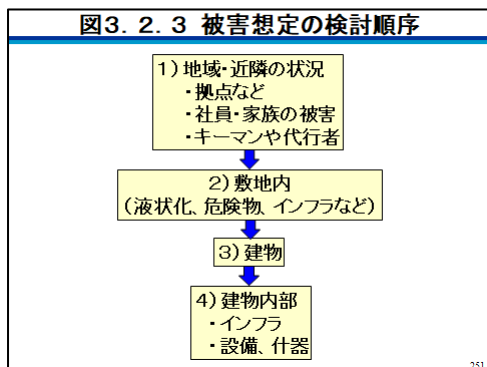 図3．2．3 被害想定の検討順序
1）地域・近隣の状況
・拠点など
・社員・家族の被害
・キーマンや代行者
2）敷地内
（液状化、危険物、インフラなど）
3）建物
4）建物内部
・インフラ
・設備、什器
251